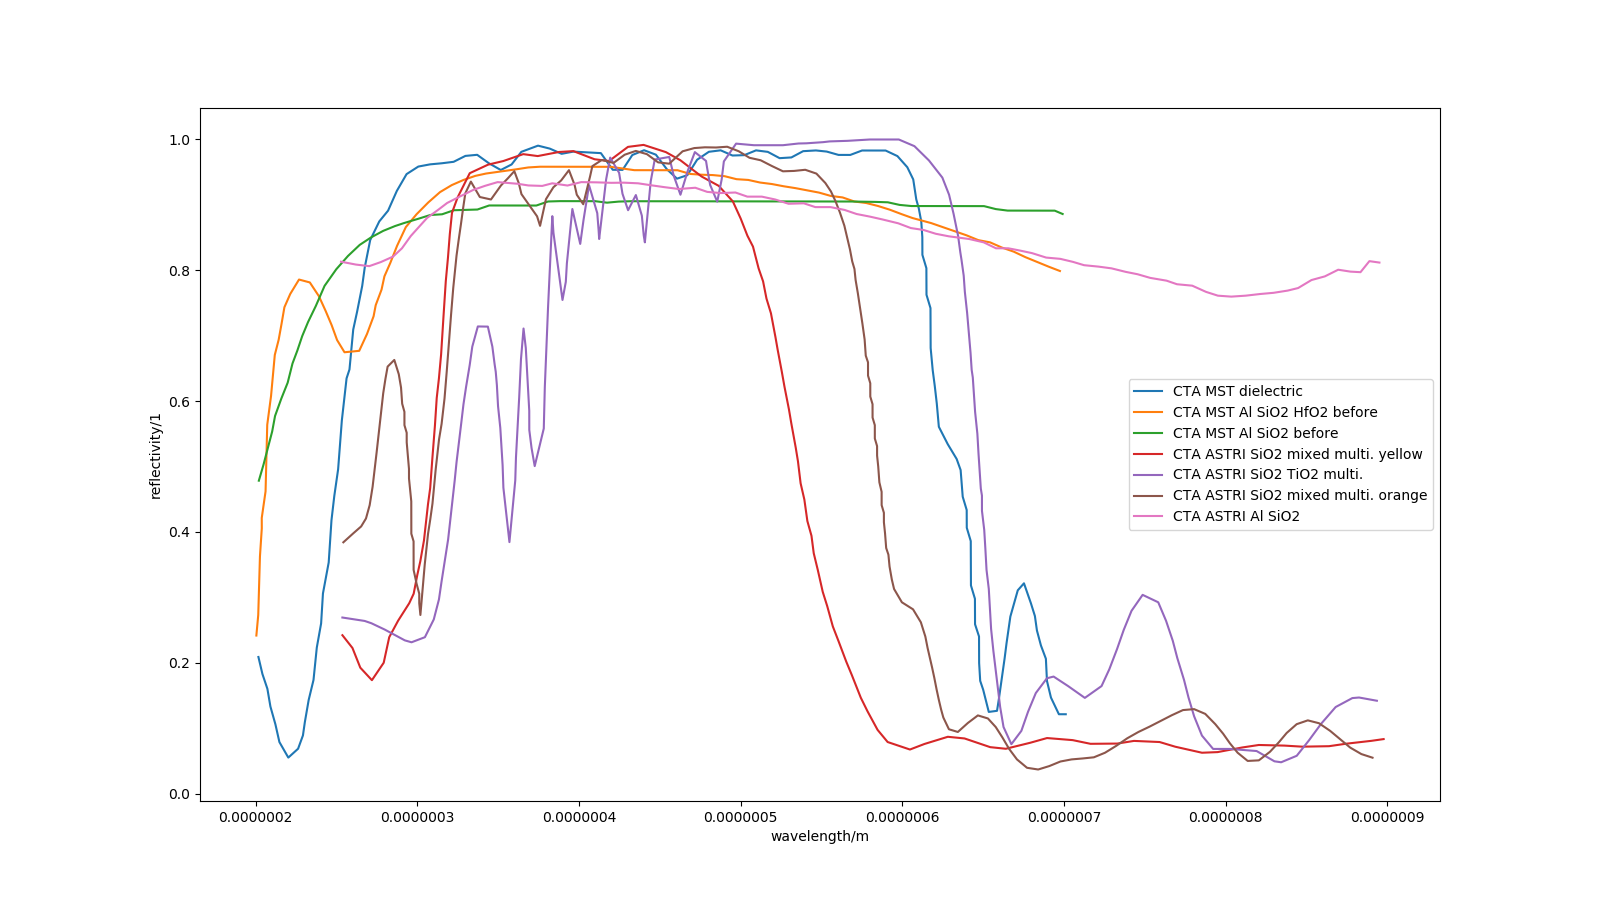 1.0
0.8
0.6
0.4
0.2
0.0
reflectivity/1
CTA MST dielectric
CTA MST Al SiO2 HfO2 before
CTA MST Al SiO2 before
CTA ASTRI SiO2 mixed multi. yellow
CTA ASTRI SiO2 TiO2 multi.
CTA ASTRI SiO2 mixed multi. orange
CTA ASTRI Al SiO2
0.0000002 0.0000003 0.0000004 0.0000005 0.0000006 0.0000007 0.0000008 0.0000009
wavelength/m